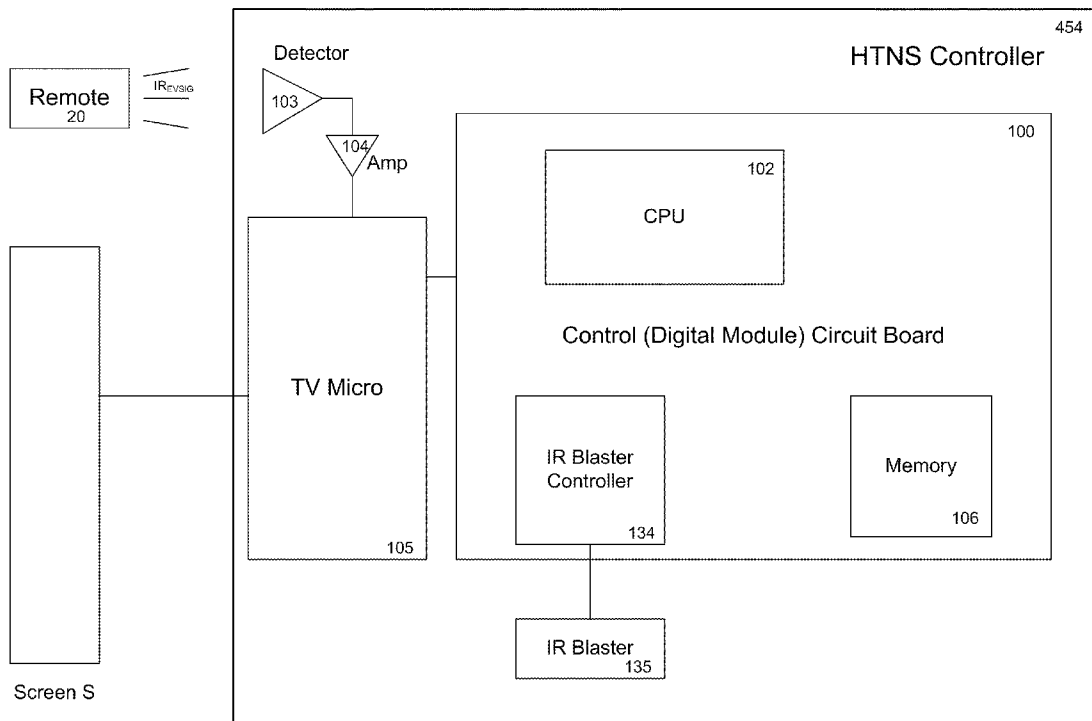 454
HTNS Controller
Detector
Remote
20
IREVSIG
103
104
Amp
100
102
CPU
Control (Digital Module) Circuit Board
TV Micro
105
IR Blaster
Controller
134
Memory
106
IR Blaster
135
Screen S